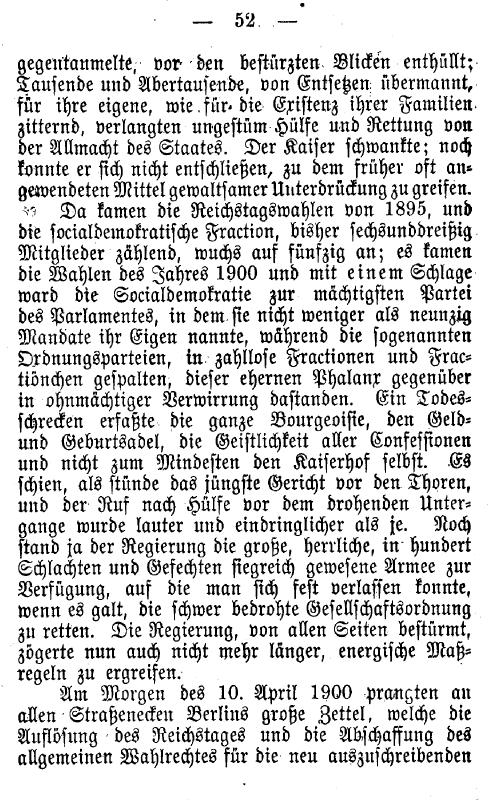 — 52 —
gegentaumelte, vor den bestürzten Blicken enthüllt;
Tausende und Abertausende, von Entsetzen übermannt,
für ihre eigene, wie für die Existenz ihrer Familien
zitternd, verlangten ungestüm Hülfe und Rettung von
der Allmacht des Staates. Der Kaiser schwankte; noch
konnte er sich nicht entschließen, zu dem früher oft an-
gewendeten Mittel gewaltsamer Unterdrückung zu greifen.
Da kamen die Reichstagswahlen von 1895, und
die socialdemokratische Fraction, bisher sechsunddreißig
Mitglieder zählend, wuchs auf fünfzig an; es kamen
die Wahlen des Jahres 1900 und mit einem Schlage
ward die Socialdemokratie zur mächtigsten Partei
des Parlamentes, in dem sie nicht weniger als neunzig
Mandate ihr Eigen nannte, während die sogenannten
Ordnungsparteien, in zahllose Fractionen und Frac-
tiönchen gespalten, dieser ehernen Phalanx gegenüber
in ohnmächtiger Verwirrung dastanden. Ein Todes-
schrecken erfaßte die ganze Bourgeoisie, den Geld-
und Geburtsadel, die Geistlichkeit aller Confessionen
und nicht zum Mindesten den Kaiserhof selbst. Es
schien, als stünde das jüngste Gericht vor den Thoren,
und der Ruf nach Hülfe vor dem drohenden Unter-
gange wurde lauter und eindringlicher als je. Noch
stand ja der Regierung die große, herrliche, in hundert
Schlachten und Gefechten siegreich gewesene Armee zur
Verfügung, auf die man sich fest verlassen konnte,
wenn es galt, die schwer bedrohte Gesellschaftsordnung
zu retten. Die Regierung, von allen Seiten bestürmt,
zögerte nun auch nicht mehr länger, energische Maß-
regeln zu ergreifen.
Am Morgen des 10. April 1900 prangten an
allen Straßenecken Berlins große Zettel, welche die
Auflösung des Reichstages und die Abschaffung des
allgemeinen Wahlrechtes für die neu auszuschreibenden